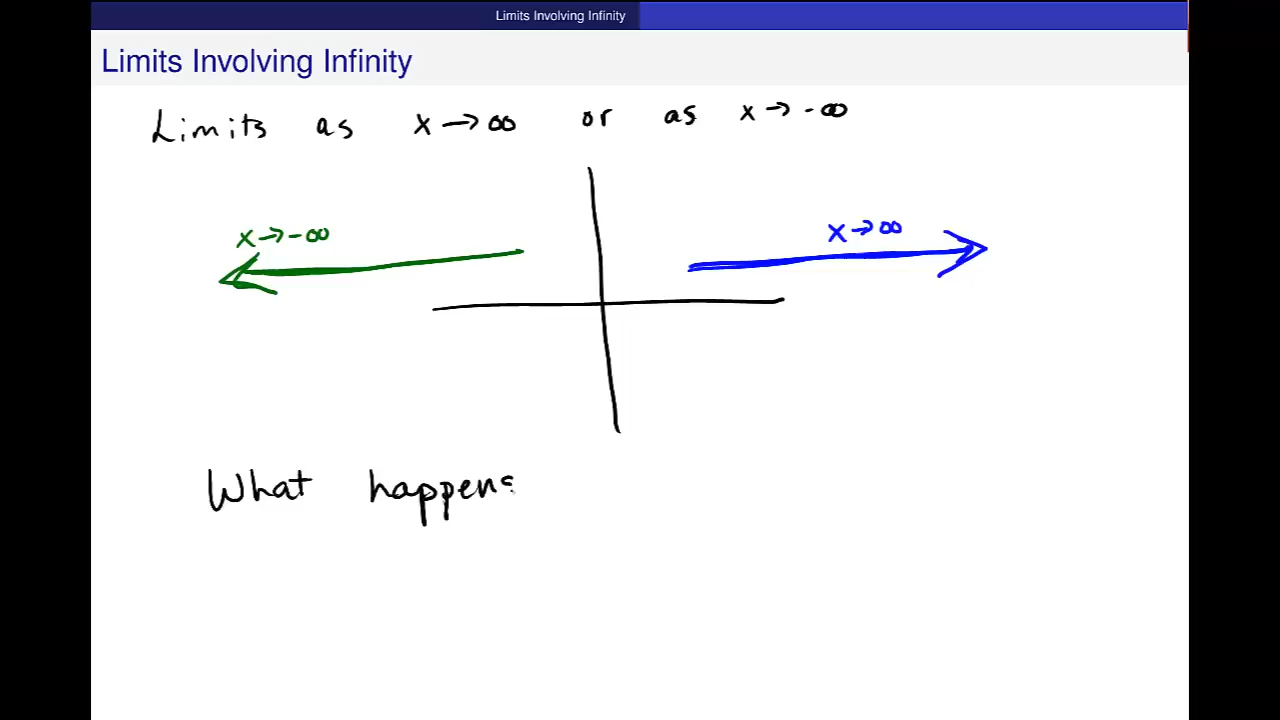 Limits Involving Infinity
Limits Involving Infinity
Limits as x→∞ or as x→-∞
x→-∞
x→∞
What happens